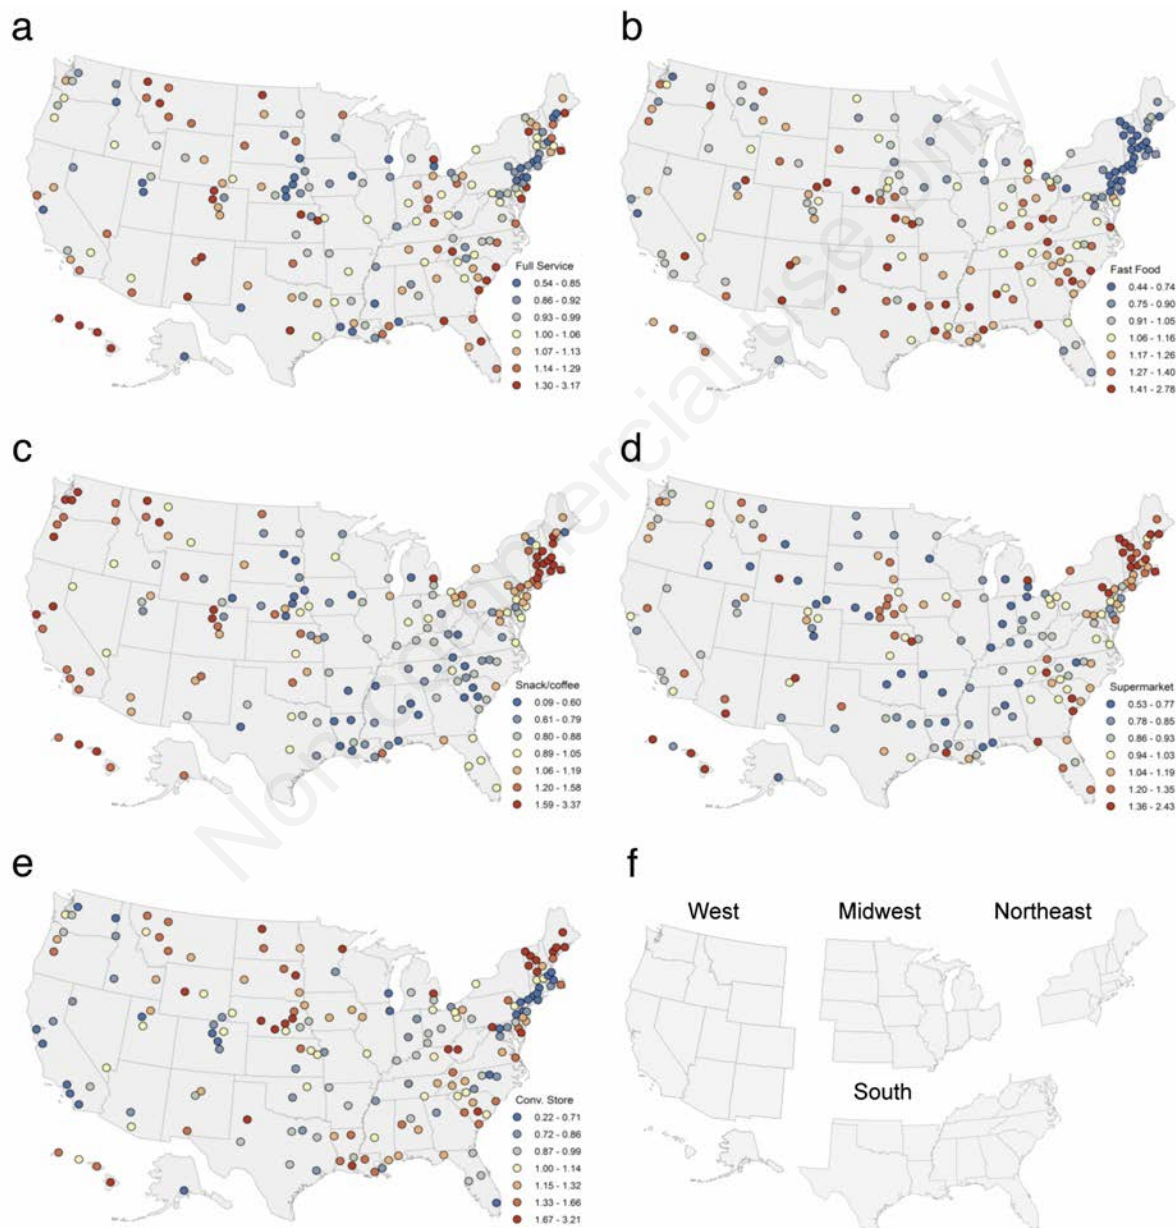 a
b
Full Service
0.54 - 0.85
0.86 - 0.92
0.93 - 0.99
1.00 - 1.06
1.07 - 1.13
1.14 - 1.29
1.30 - 3.17
Fast Food
0.44 - 0.74
0.75 - 0.90
0.91 - 1.05
1.06 - 1.16
1.17 - 1.26
1.27 - 1.40
1.41 - 2.78
c
d
Snack/coffee
0.09 - 0.60
0.61 - 0.79
0.80 - 0.88
0.89 - 1.05
1.06 - 1.19
1.20 - 1.58
1.59 - 3.37
Supermarket
0.53 - 0.77
0.78 - 0.85
0.86 - 0.93
0.94 - 1.03
1.04 - 1.19
1.20 - 1.35
1.36 - 2.43
e
f
Conv. Store
0.22 - 0.71
0.72 - 0.86
0.87 - 0.99
1.00 - 1.14
1.15 - 1.32
1.33 - 1.66
1.67 - 3.21
West
Midwest
Northeast
South
Non commercial use only